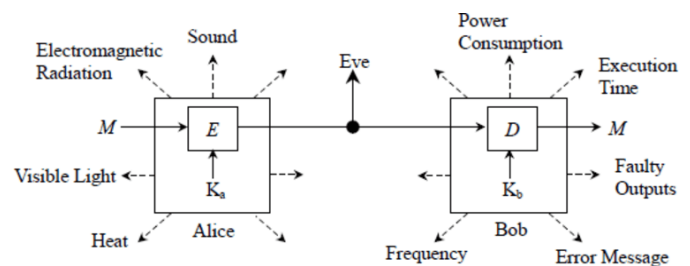 Power
Consumption
Sound
Electromagnetic
Radiation
Eve
Execution
Time
M
E
D
M
Visible Light
Ka
Kb
Faulty
Outputs
Heat
Alice
Bob
Frequency
Error Message